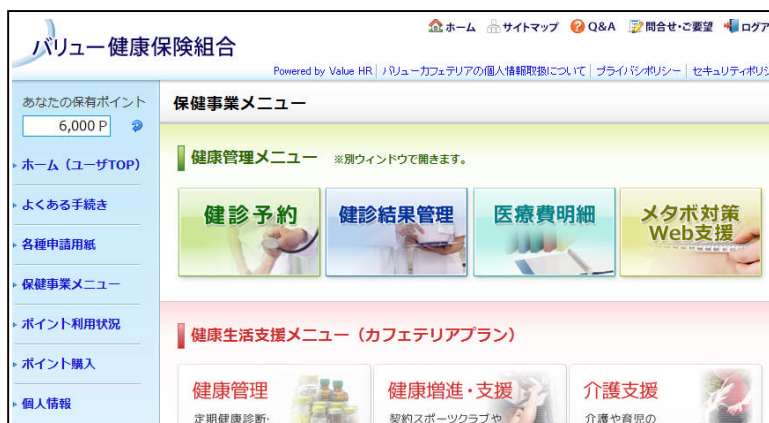 バリュー健康保険組合
ホーム サイトマップ Q&A 問合せ・ご要望 ログア
Powered by Value HR | バリューカフェテリアの個人情報取扱について | プライバシポリシー | セキュリティポリシ
あなたの保有ポイント
6,000 P
ホーム（ユーザTOP）
よくある手続き
各種申請用紙
保健事業メニュー
ポイント利用状況
ポイント購入
個人情報
保健事業メニュー
健康管理メニュー ※別ウィンドウで開きます。
健診予約 健診結果管理 医療費明細 メタボ対策
Web支援
健康生活支援メニュー（カフェテリアプラン）
健康管理 健康増進・支援 介護支援
定期健康診断・ 契約スポーツクラブや 介護や育児の